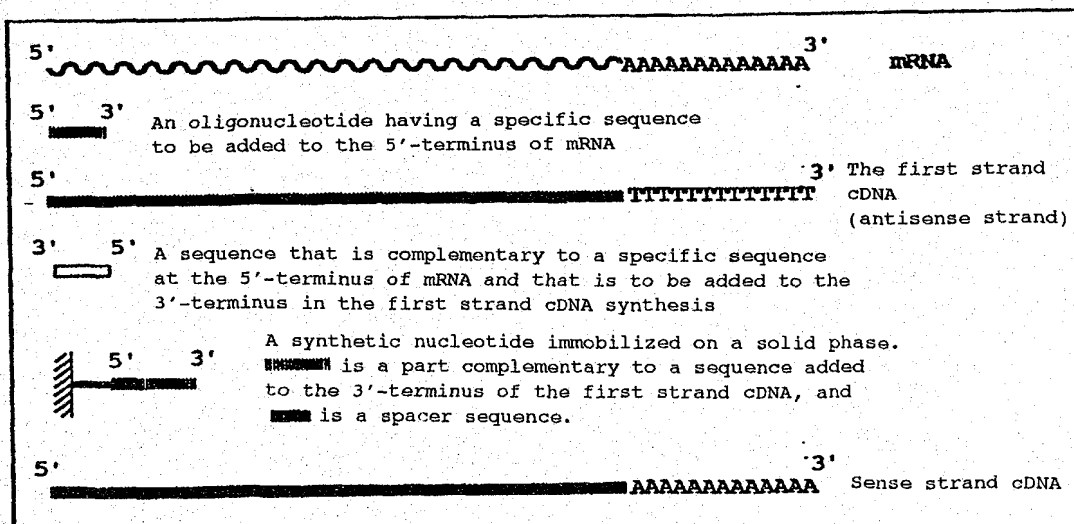 5' 3'
AAAAAAAAAAAAA mRNA
5' 3'
An oligonucleotide having a specific sequence
to be added to the 5'-terminus of mRNA
5' 3' The first strand
TTTTTTTTTTTTTT cDNA
(antisense strand)
3' 5' A sequence that is complementary to a specific sequence
at the 5'-terminus of mRNA and that is to be added to the
3'-terminus in the first strand cDNA synthesis
A synthetic nucleotide immobilized on a solid phase.
5' 3' is a part complementary to a sequence added
to the 3'-terminus of the first strand cDNA, and
is a spacer sequence.
5' 3'
AAAAAAAAAAAAA Sense strand cDNA